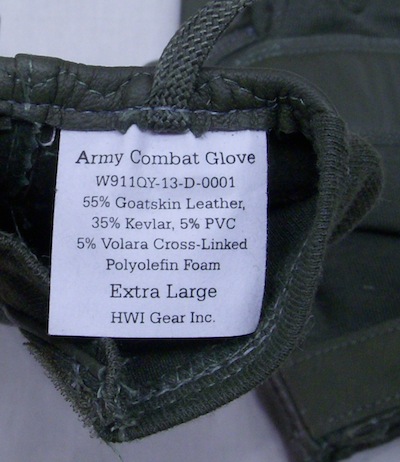 Army Combat Glove
W911QY-13-D-0001
55% Goatskin Leather,
35% Kevlar, 5% PVC
5% Volara Cross-Linked
Polyolefin Foam
Extra Large
HWI Gear Inc.